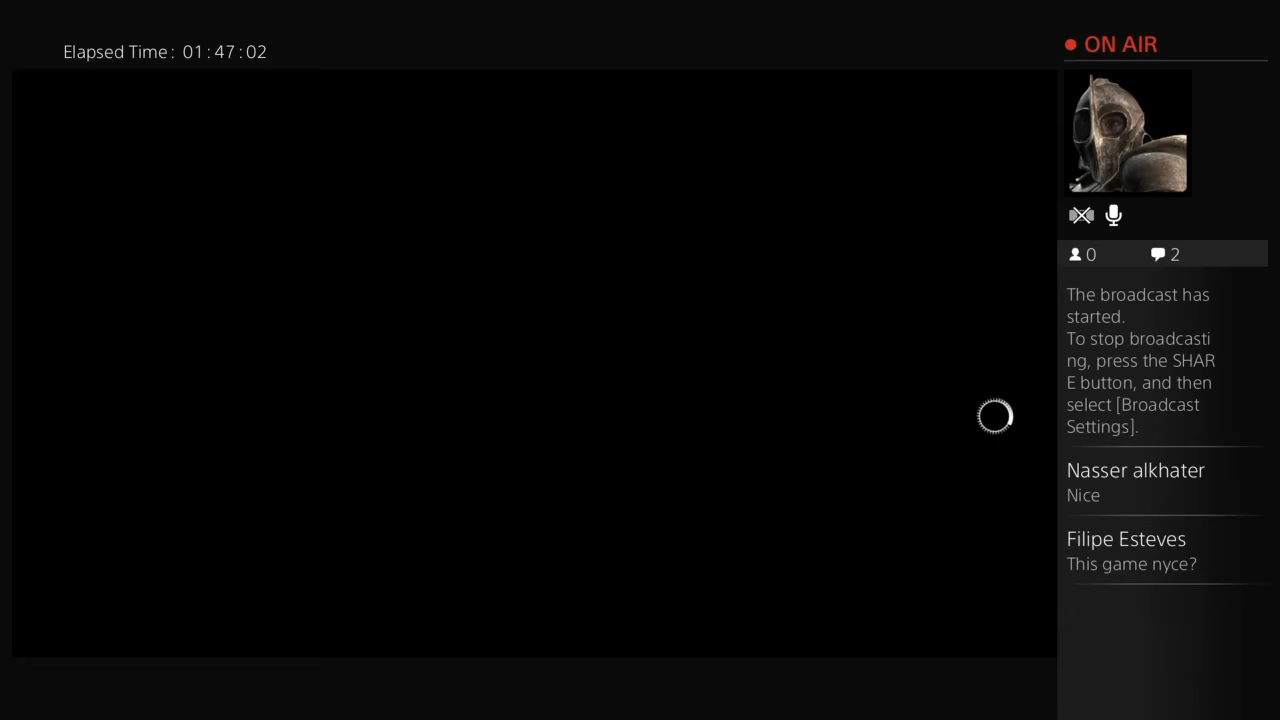 Elapsed Time: 01:47:02
ON AIR
0 2
The broadcast has
started.
To stop broadcasti
ng, press the SHAR
E button, and then
select [Broadcast
Settings].
Nasser alkhater
Nice
Filipe Esteves
This game nyce?